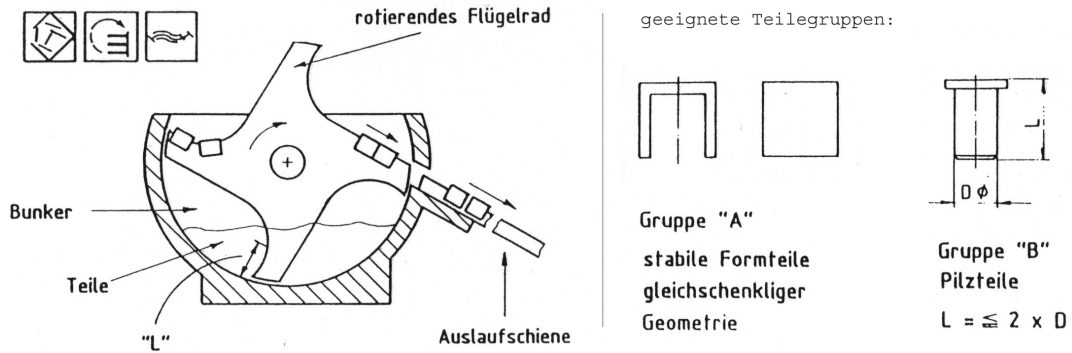 rotierendes Flügelrad
Bunker
Teile
"L"
Auslaufschiene
geeignete Teilegruppen:
Gruppe "A"
stabile Formteile
gleichschenkliger
Geometrie
L
D ϕ
Gruppe "B"
Pilzteile
L = ≦ 2 x D